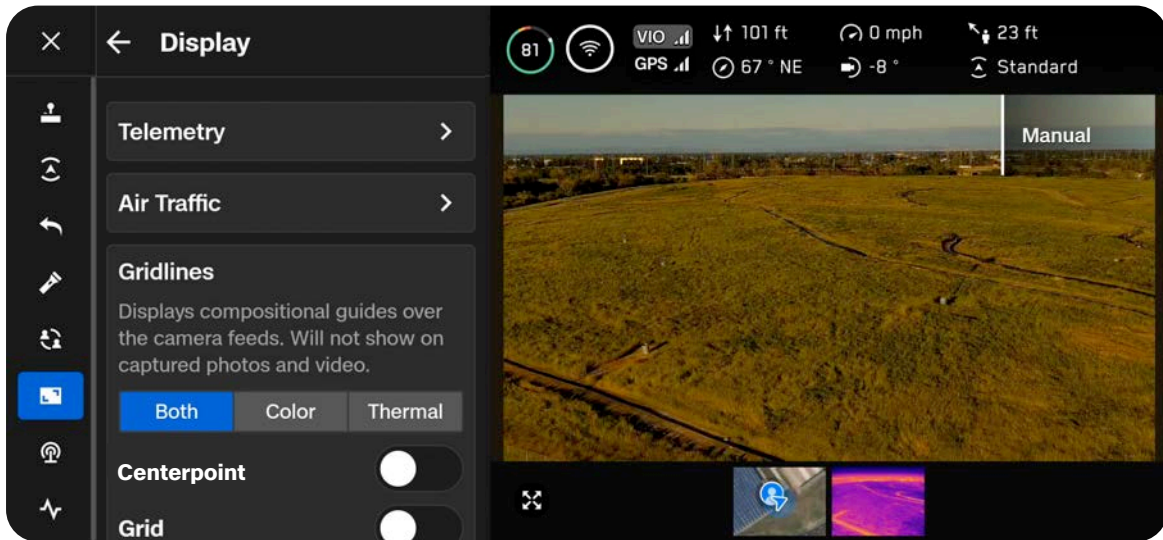 Display
Telemetry
Air Traffic
Gridlines
Displays compositional guides over
the camera feeds. Will not show on
captured photos and video.
Both Color Thermal
Centerpoint
Grid
81
VIO
GPS
101 ft
67 ° NE
0 mph
-8 °
23 ft
Standard
Manual